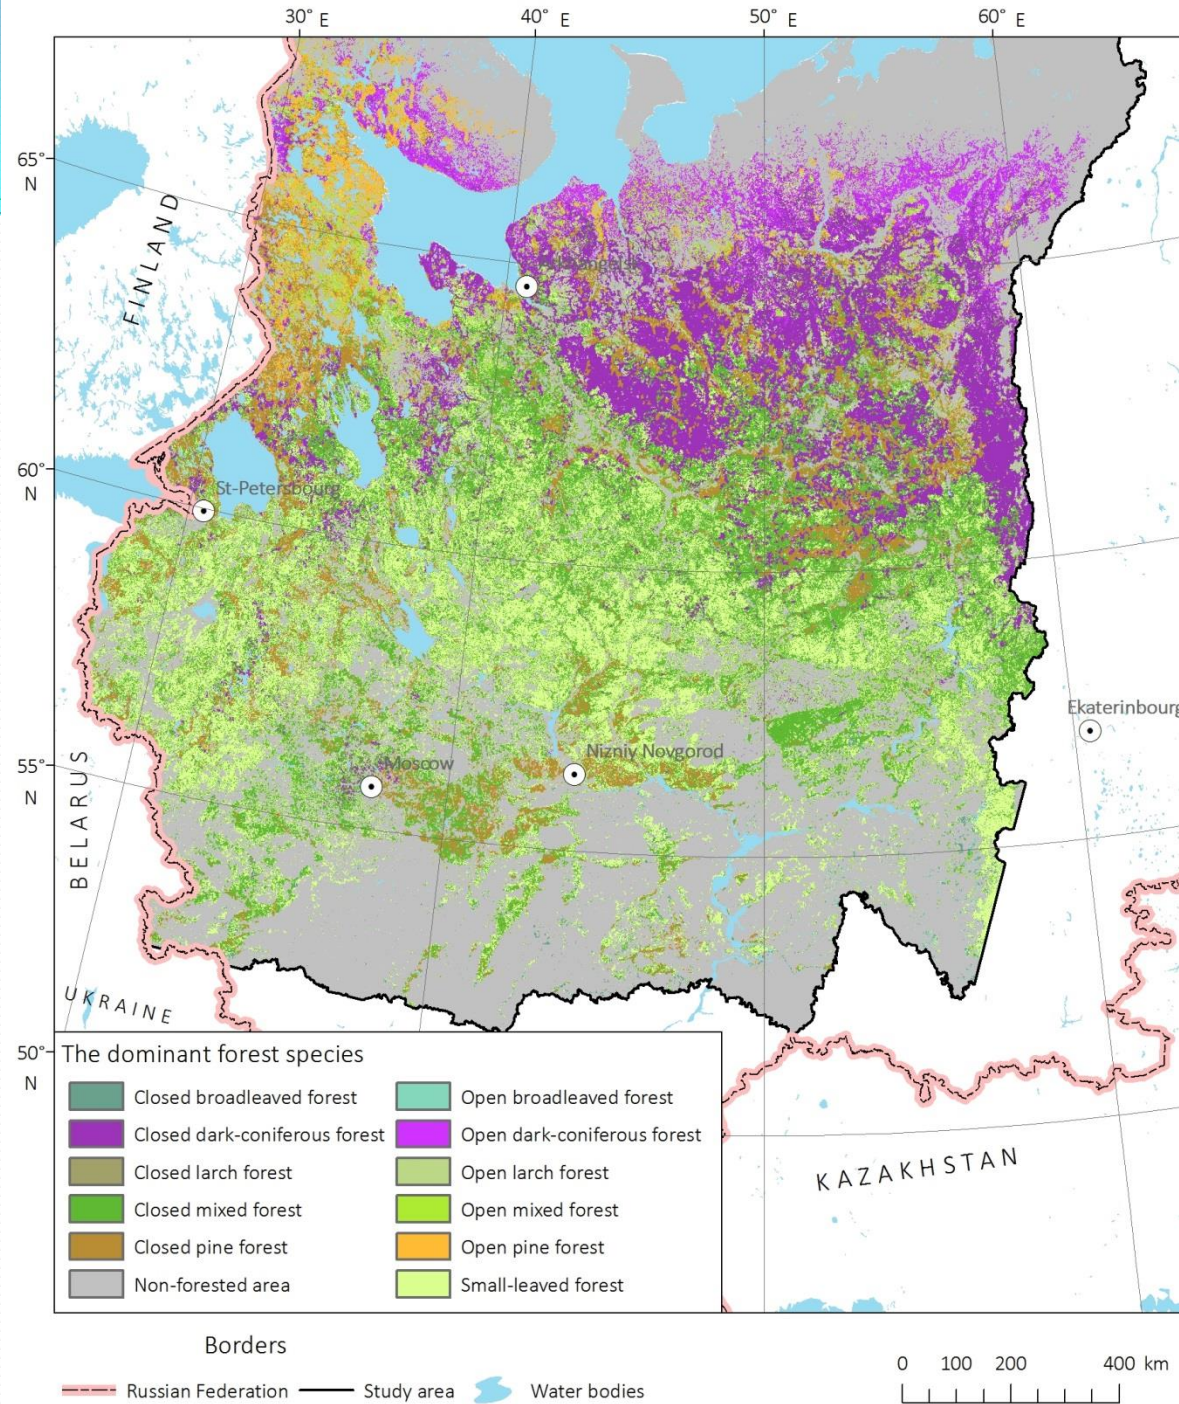 30° E 40° E 50° E 60° E
65°
N
FINLAND
60°
N
St-Petersbourg
Ekaterinbourg
Nizniy Novgorod
Moscow
55°
N
BELARUS
UKRAINE
50°
N
The dominant forest species
Closed broadleaved forest
Open broadleaved forest
Closed dark-coniferous forest
Open dark-coniferous forest
Closed larch forest
Open larch forest
Closed mixed forest
Open mixed forest
Closed pine forest
Open pine forest
Non-forested area
Small-leaved forest
KAZAKHSTAN
Borders
Russian Federation
Study area
Water bodies
0 100 200 400 km